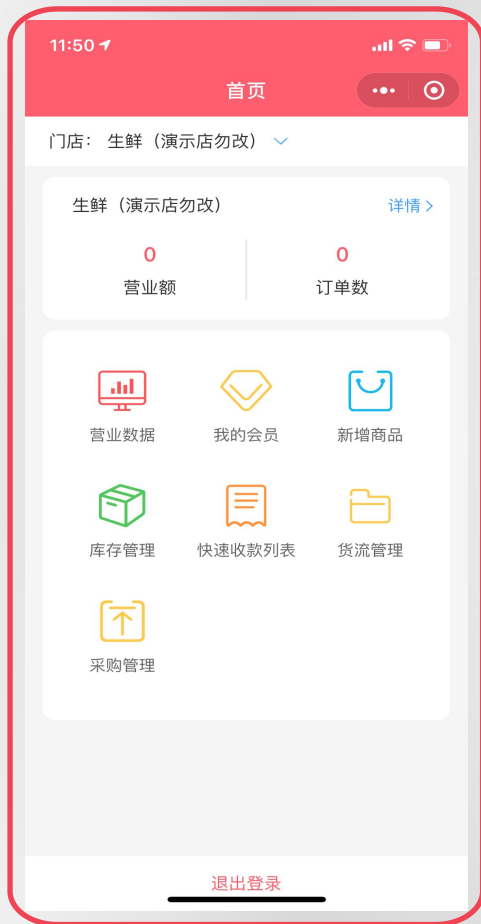 11:50
首页
门店： 生鲜（演示店勿改）
生鲜（演示店勿改） 详情
0 0
营业额 订单数
营业数据 我的会员 新增商品
库存管理 快速收款列表 货流管理
采购管理
退出登录